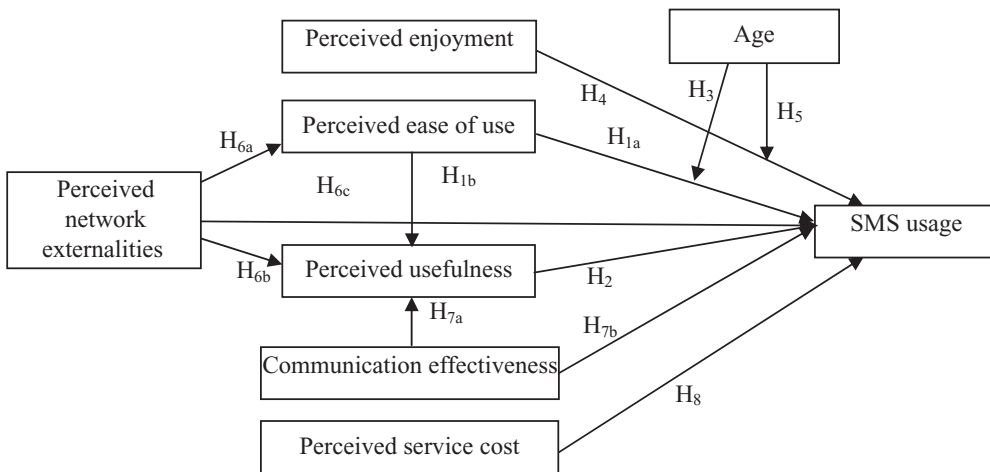 Perceived enjoyment
Age
H4
H3
H5
Perceived ease of use
H1a
H6a
H1b
H6c
Perceived
network
externalities
SMS usage
H6b
Perceived usefulness
H2
H7a
H7b
Communication effectiveness
H8
Perceived service cost